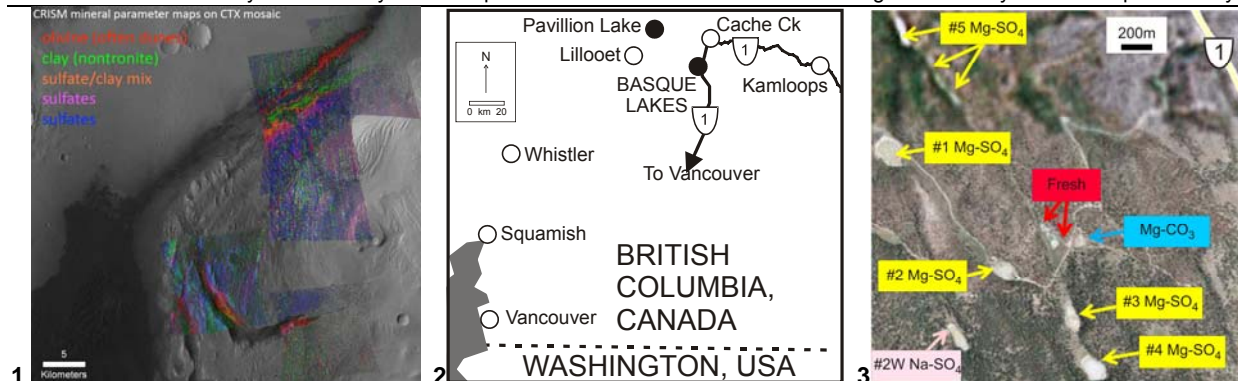 CRISM mineral parameter maps on CTX mosaic
olivine (often dunes)
clay (nontronite)
sulfate/clay mix
sulfates
sulfates
5
Kilometers
1
Pavillion Lake
Cache Ck
Lillooet
N
0 km 20
1
BASQUE
LAKES
Kamloops
1
Whistler
To Vancouver
Squamish
BRITISH
COLUMBIA,
CANADA
Vancouver
WASHINGTON, USA
2
#5 Mg-SO4
200m
1
#1 Mg-SO4
Fresh
Mg-CO3
#2 Mg-SO4
#3 Mg-SO4
#2W Na-SO4
#4 Mg-SO4
3